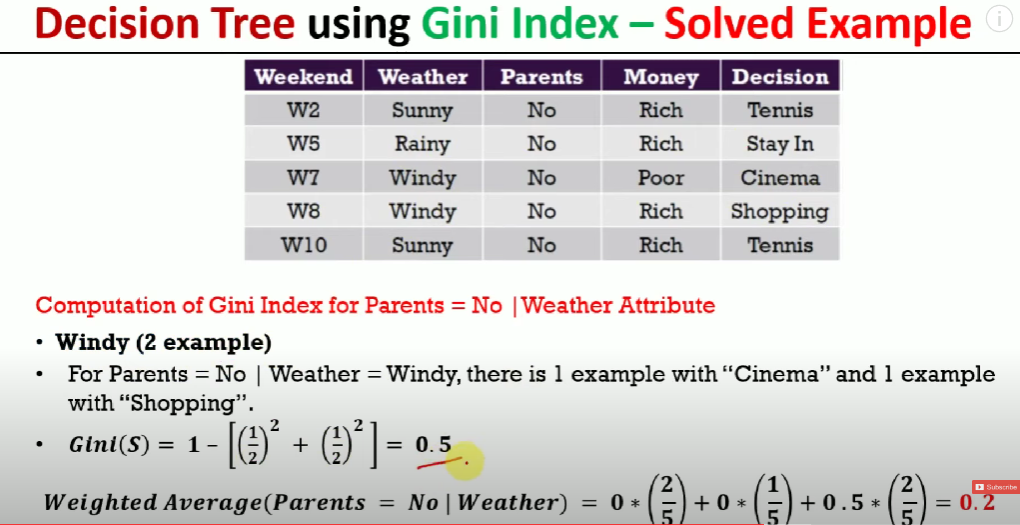 Decision Tree using Gini Index – Solved Example
Weekend Weather Parents Money Decision
W2 Sunny No Rich Tennis
W5 Rainy No Rich Stay In
W7 Windy No Poor Cinema
W8 Windy No Rich Shopping
W10 Sunny No Rich Tennis
Computation of Gini Index for Parents = No | Weather Attribute
• Windy (2 example)
• For Parents = No | Weather = Windy, there is 1 example with “Cinema” and 1 example
with “Shopping”.
• Gini(S) = 1 - [(1/2)² + (1/2)²] = 0.5
Weighted Average(Parents = No | Weather) = 0 * (2/5) + 0 * (1/5) + 0.5 * (2/5) = 0.2
Subscribe